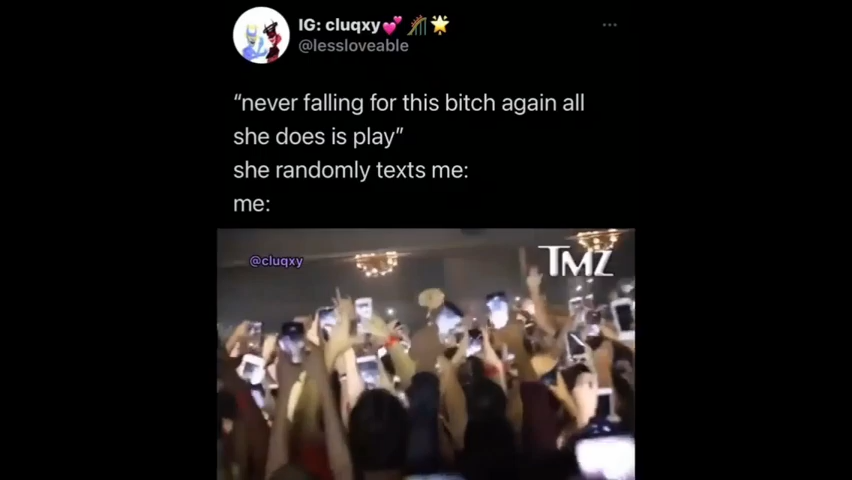 IG: cluqxy💕🎢🌟
@lessloveable
“never falling for this bitch again all
she does is play”
she randomly texts me:
me:
@cluqxy
TMZ